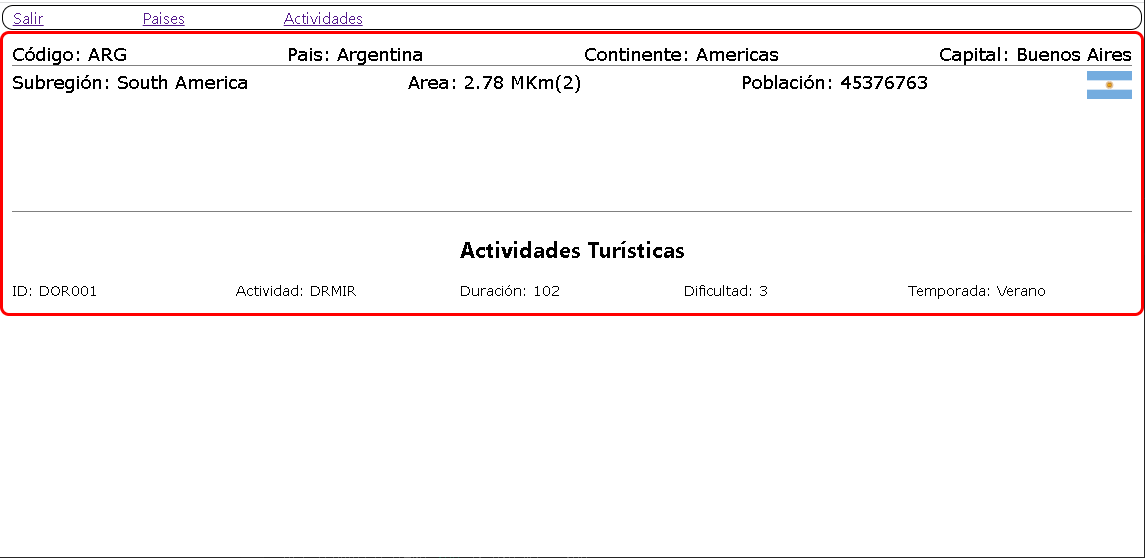 Salir Paises Actividades
Código: ARG Pais: Argentina Continente: Americas Capital: Buenos Aires
Subregión: South America Area: 2.78 MKm(2) Población: 45376763
Actividades Turísticas
ID: DOR001 Actividad: DRMIR Duración: 102 Dificultad: 3 Temporada: Verano